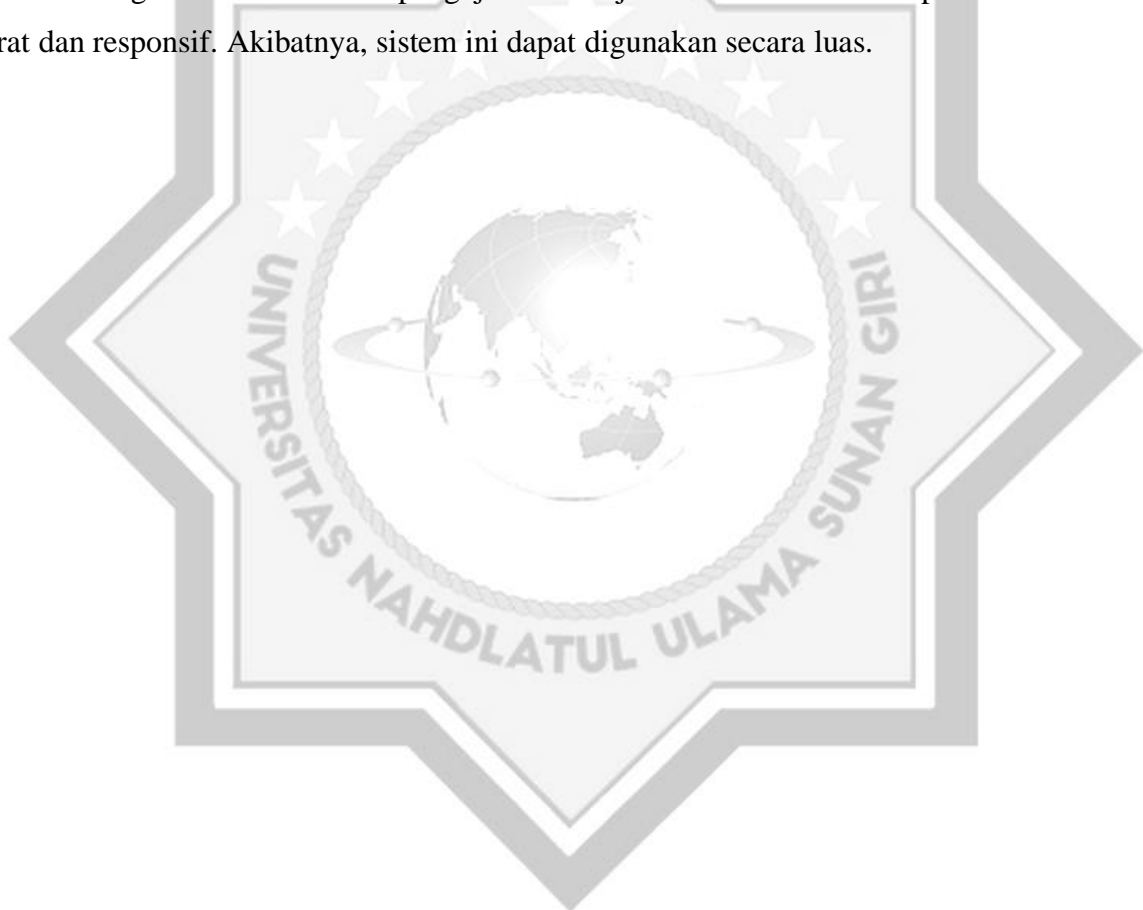 rat dan responsif. Akibatnya, sistem ini dapat digunakan secara luas.
UNIVERSITAS NAHDLATUL ULAMA SUNAN GIRI